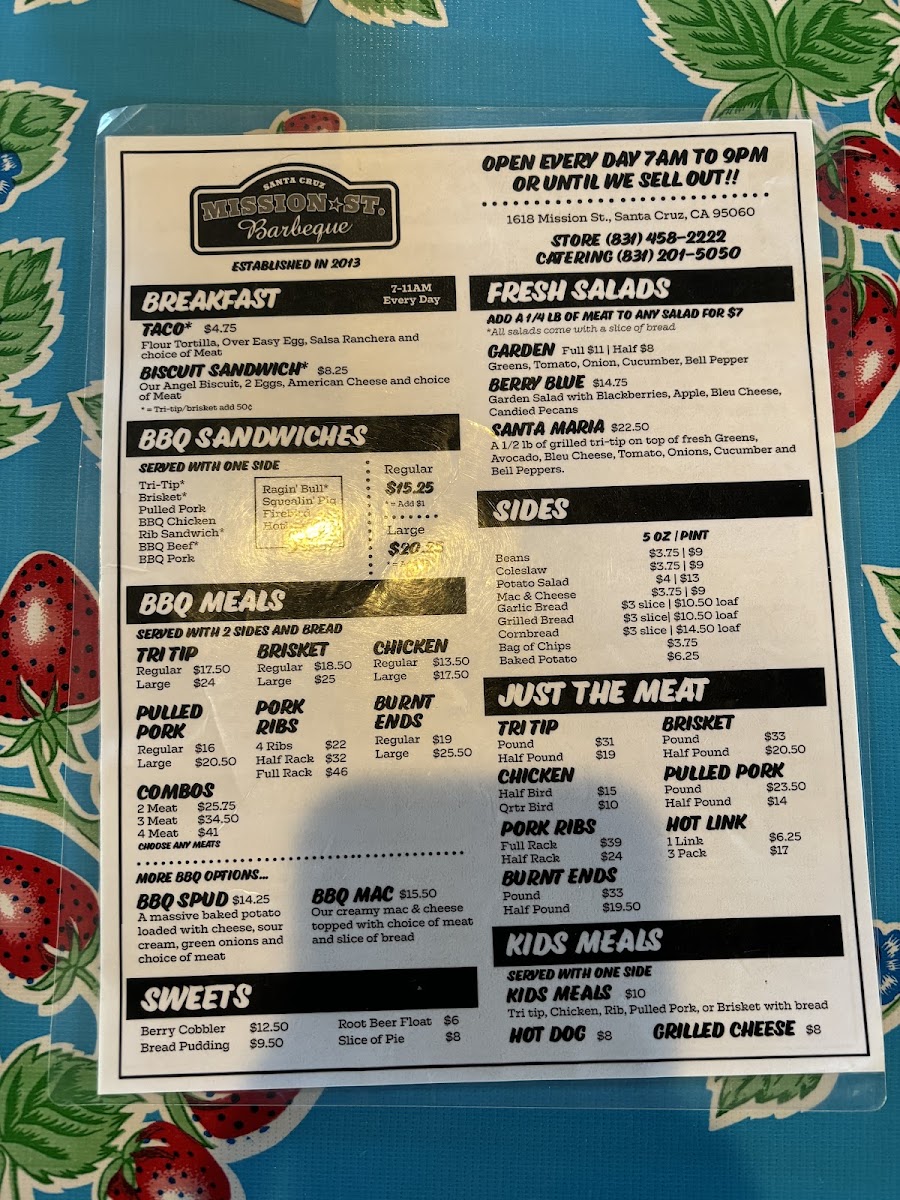 SANTA CRUZ
MISSION ST.
Barbeque
ESTABLISHED IN 2013
OPEN EVERY DAY 7AM TO 9PM
OR UNTIL WE SELL OUT!!
1618 Mission St., Santa Cruz, CA 95060
STORE (831) 458-2222
CATERING (831) 201-5050
BREAKFAST
7-11AM
Every Day
TACO* $4.75
Flour Tortilla, Over Easy Egg, Salsa Ranchera and
choice of Meat
BISCUIT SANDWICH* $8.25
Our Angel Biscuit, 2 Eggs, American Cheese and choice
of Meat
* = Tri-tip/brisket add 50¢
BBQ SANDWICHES
SERVED WITH ONE SIDE
Tri-Tip*
Brisket*
Pulled Pork
BBQ Chicken
Rib Sandwich*
BBQ Beef*
BBQ Pork
Ragin' Bull*
Squealin' Pig
Regular
$15.25
* = Add $1
Large
BBQ MEALS
SERVED WITH 2 SIDES AND BREAD
TRI TIP
Regular $17.50
Large $24
BRISKET
Regular $18.50
Large $25
CHICKEN
Regular $13.50
Large $17.50
PULLED
PORK
Regular $16
Large $20.50
PORK
RIBS
4 Ribs $22
Half Rack $32
Full Rack $46
BURNT
ENDS
Regular $19
Large $25.50
COMBOS
2 Meat $25.75
3 Meat $34.50
4 Meat $41
CHOOSE ANY MEATS
MORE BBQ OPTIONS...
BBQ SPUD $14.25
A massive baked potato
loaded with cheese, sour
cream, green onions and
choice of meat
BBQ MAC $15.50
Our creamy mac & cheese
topped with choice of meat
and slice of bread
SWEETS
Berry Cobbler $12.50
Bread Pudding $9.50
Root Beer Float $6
Slice of Pie $8
FRESH SALADS
ADD A 1/4 LB OF MEAT TO ANY SALAD FOR $7
*All salads come with a slice of bread
GARDEN Full $11 | Half $8
Greens, Tomato, Onion, Cucumber, Bell Pepper
BERRY BLUE $14.75
Garden Salad with Blackberries, Apple, Bleu Cheese,
Candied Pecans
SANTA MARIA $22.50
A 1/2 lb of grilled tri-tip on top of fresh Greens,
Avocado, Bleu Cheese, Tomato, Onions, Cucumber and
Bell Peppers.
SIDES
5 OZ | PINT
Beans $3.75 | $9
Coleslaw $3.75 | $9
Potato Salad $4 | $13
Mac & Cheese $3.75 | $9
Garlic Bread $3 slice | $10.50 loaf
Grilled Bread $3 slice| $10.50 loaf
Cornbread $3 slice | $14.50 loaf
Bag of Chips $3.75
Baked Potato $6.25
JUST THE MEAT
TRI TIP
Pound $31
Half Pound $19
BRISKET
Pound $33
Half Pound $20.50
CHICKEN
Half Bird $15
Qrtr Bird $10
PULLED PORK
Pound $23.50
Half Pound $14
PORK RIBS
Full Rack $39
Half Rack $24
HOT LINK
1 Link $6.25
3 Pack $17
BURNT ENDS
Pound $33
Half Pound $19.50
KIDS MEALS
SERVED WITH ONE SIDE
KIDS MEALS $10
Tri tip, Chicken, Rib, Pulled Pork, or Brisket with bread
HOT DOG $8
GRILLED CHEESE $8